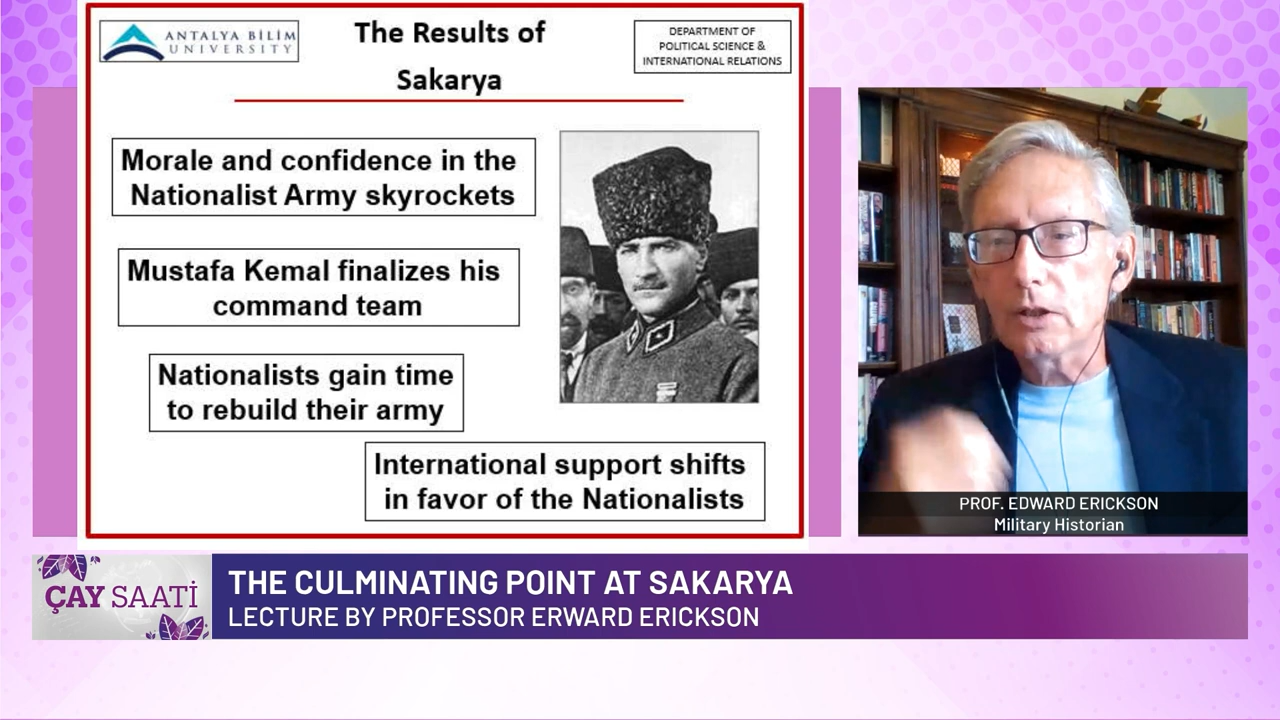 ANTALYA BİLİM
UNIVERSITY
The Results of
Sakarya
DEPARTMENT OF
POLITICAL SCIENCE &
INTERNATIONAL RELATIONS
Morale and confidence in the
Nationalist Army skyrockets
Mustafa Kemal finalizes his
command team
Nationalists gain time
to rebuild their army
International support shifts
in favor of the Nationalists
PROF. EDWARD ERICKSON
Military Historian
ÇAY SAATİ
THE CULMINATING POINT AT SAKARYA
LECTURE BY PROFESSOR ERWARD ERICKSON